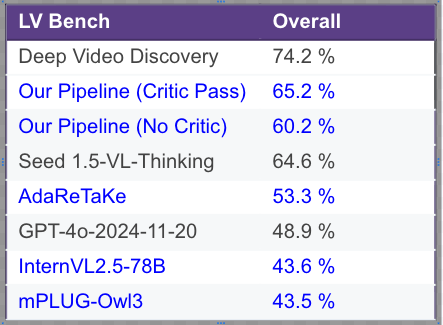 LV Bench Overall
Deep Video Discovery 74.2 %
Our Pipeline (Critic Pass) 65.2 %
Our Pipeline (No Critic) 60.2 %
Seed 1.5-VL-Thinking 64.6 %
AdaReTaKe 53.3 %
GPT-4o-2024-11-20 48.9 %
InternVL2.5-78B 43.6 %
mPLUG-Owl3 43.5 %